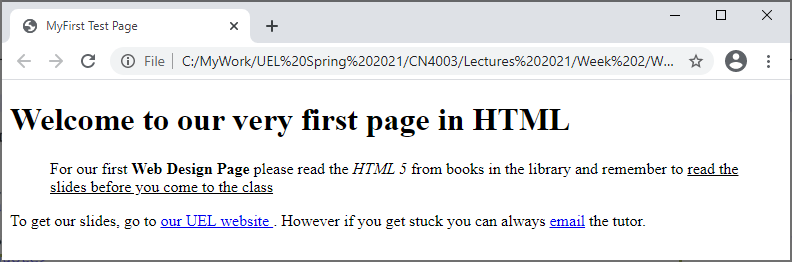 MyFirst Test Page
File | C:/MyWork/UEL%20Spring%202021/CN4003/Lectures%202021/Week%202/W...
Welcome to our very first page in HTML
For our first Web Design Page please read the HTML 5 from books in the library and remember to read the
slides before you come to the class
To get our slides, go to our UEL website . However if you get stuck you can always email the tutor.